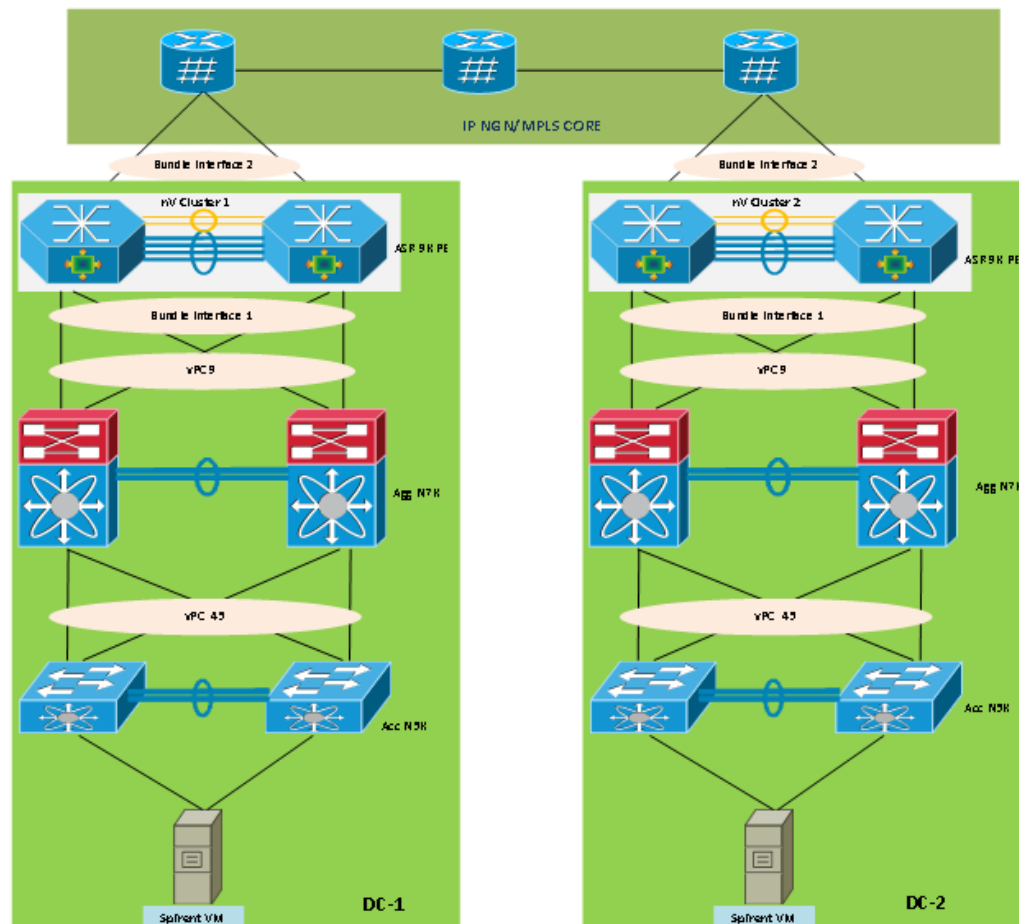 IP NGN/MPLS CORE
Bundle Interface 2
Bundle Interface 2
nV Cluster 1
ASR 9K PE
Bundle Interface 1
vPC 9
Agg N7K
vPC 45
Acc N5K
Spirent VM
DC-1
nV Cluster 2
ASR 9K PE
Bundle Interface 1
vPC 9
Agg N7K
vPC 45
Acc N5K
Spirent VM
DC-2